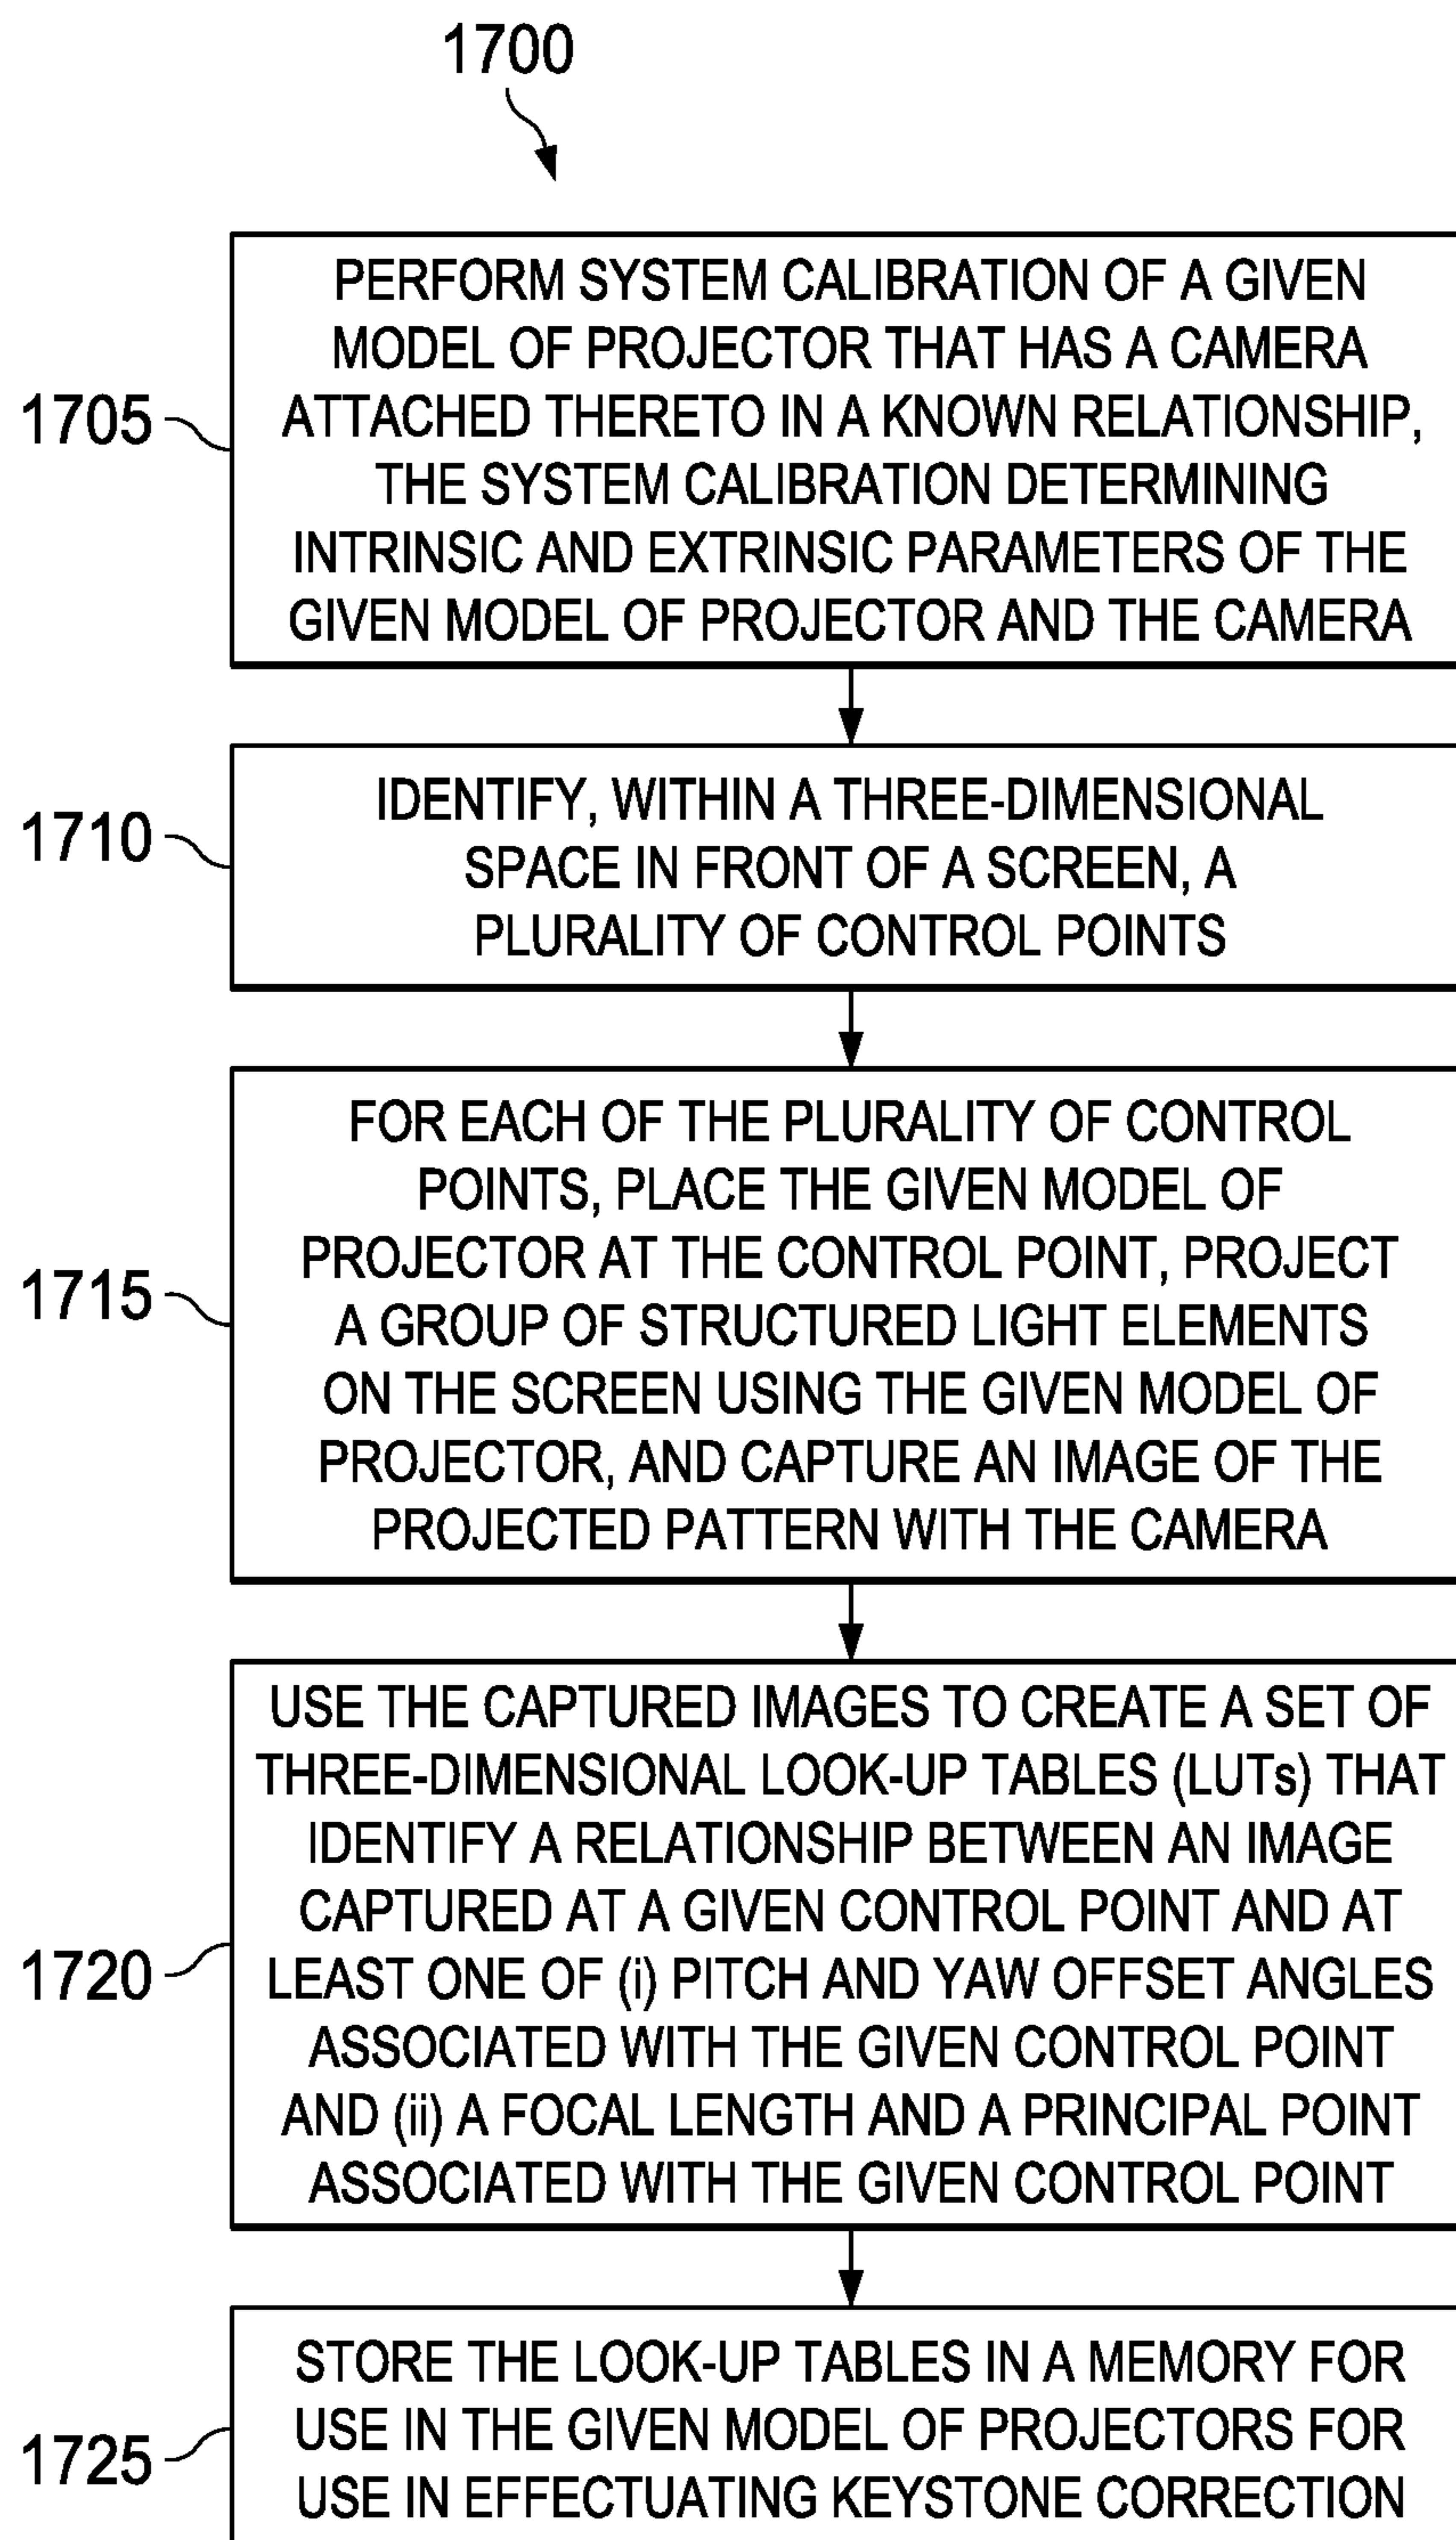 1700
PERFORM SYSTEM CALIBRATION OF A GIVEN
MODEL OF PROJECTOR THAT HAS A CAMERA
1705
ATTACHED THERETO IN A KNOWN RELATIONSHIP,
THE SYSTEM CALIBRATION DETERMINING
INTRINSIC AND EXTRINSIC PARAMETERS OF THE
GIVEN MODEL OF PROJECTOR AND THE CAMERA
IDENTIFY, WITHIN A THREE-DIMENSIONAL
1710
SPACE IN FRONT OF A SCREEN, A
PLURALITY OF CONTROL POINTS
FOR EACH OF THE PLURALITY OF CONTROL
POINTS, PLACE THE GIVEN MODEL OF
PROJECTOR AT THE CONTROL POINT, PROJECT
1715
A GROUP OF STRUCTURED LIGHT ELEMENTS
ON THE SCREEN USING THE GIVEN MODEL OF
PROJECTOR, AND CAPTURE AN IMAGE OF THE
PROJECTED PATTERN WITH THE CAMERA
USE THE CAPTURED IMAGES TO CREATE A SET OF
THREE-DIMENSIONAL LOOK-UP TABLES (LUTs) THAT
IDENTIFY A RELATIONSHIP BETWEEN AN IMAGE
CAPTURED AT A GIVEN CONTROL POINT AND AT
1720
LEAST ONE OF (i) PITCH AND YAW OFFSET ANGLES
ASSOCIATED WITH THE GIVEN CONTROL POINT
AND (ii) A FOCAL LENGTH AND A PRINCIPAL POINT
ASSOCIATED WITH THE GIVEN CONTROL POINT
STORE THE LOOK-UP TABLES IN A MEMORY FOR
USE IN THE GIVEN MODEL OF PROJECTORS FOR
1725
USE IN EFFECTUATING KEYSTONE CORRECTION